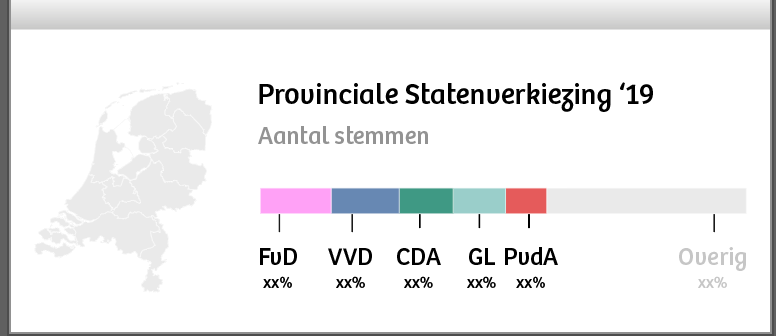 Provinciale Statenverkiezing ‘19
Aantal stemmen
FvD VVD CDA GL PvdA Overig
xx% xx% xx% xx% xx% xx%